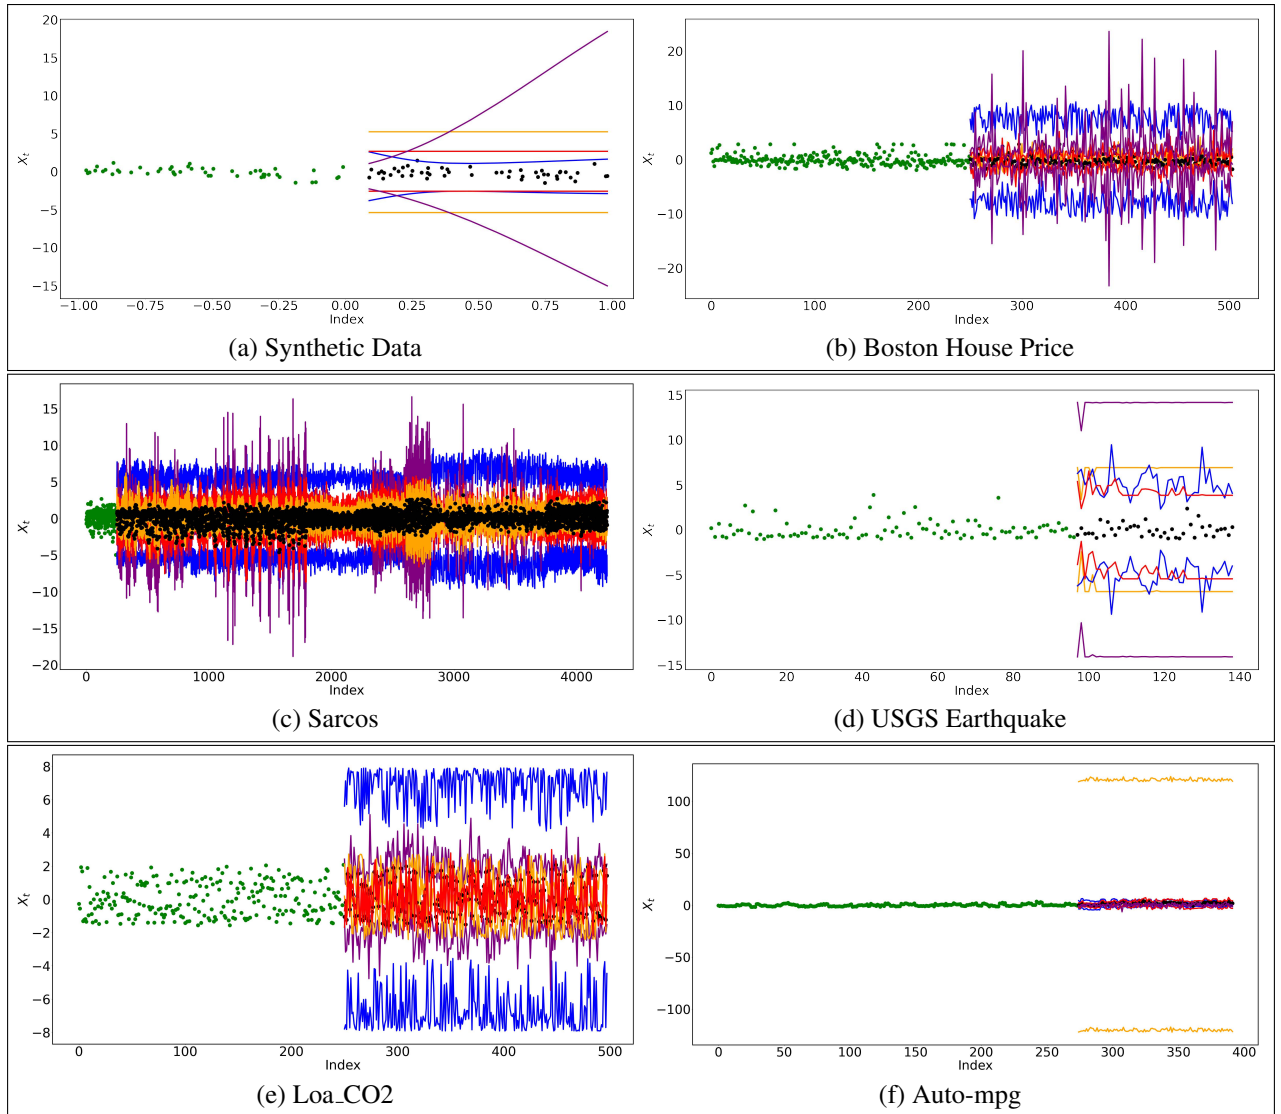 20
15
10
5
0
−5
−10
−15
X_t
−1.00 −0.75 −0.50 −0.25 0.00 0.25 0.50 0.75 1.00
Index
(a) Synthetic Data
20
10
0
−10
−20
X_t
0 100 200 300 400 500
Index
(b) Boston House Price
15
10
5
0
−5
−10
−15
−20
X_t
0 1000 2000 3000 4000
Index
(c) Sarcos
15
10
5
0
−5
−10
−15
X_t
0 20 40 60 80 100 120 140
Index
(d) USGS Earthquake
8
6
4
2
0
−2
−4
−6
−8
X_t
0 100 200 300 400 500
Index
(e) Loa_CO2
100
50
0
−50
−100
X_t
0 50 100 150 200 250 300 350 400
Index
(f) Auto-mpg